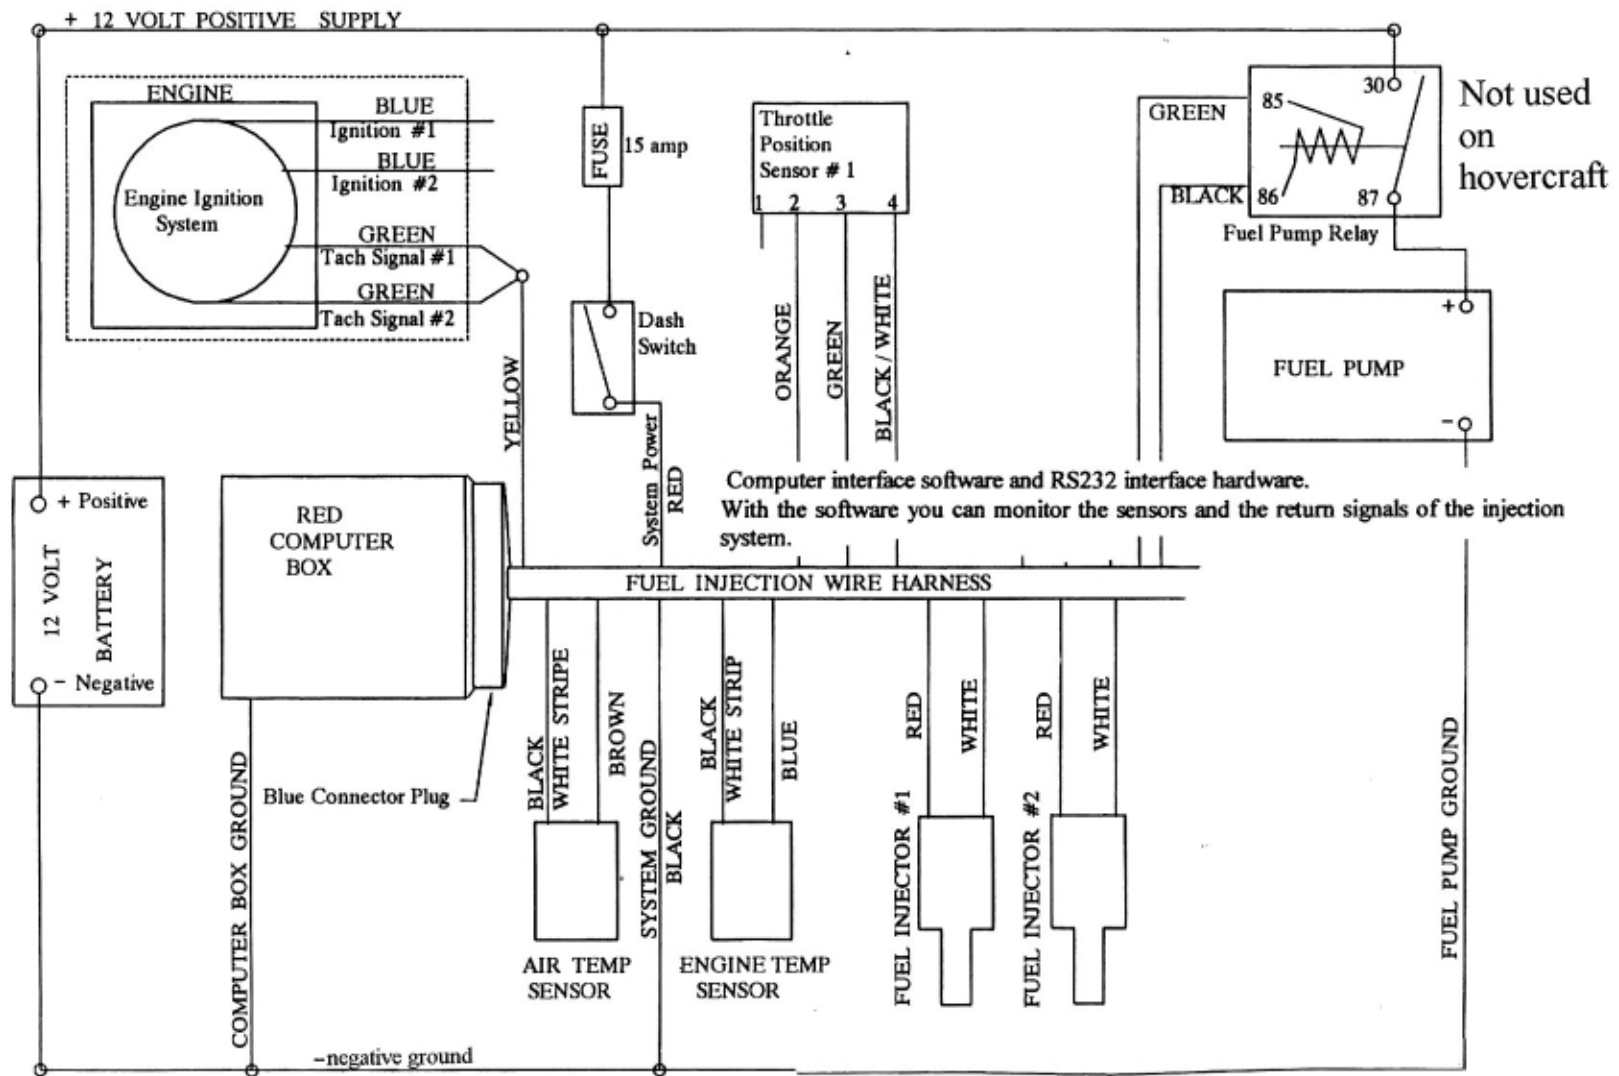 + 12 VOLT POSITIVE SUPPLY
ENGINE
BLUE
Ignition #1
BLUE
Ignition #2
Engine Ignition
System
GREEN
Tach Signal #1
GREEN
Tach Signal #2
FUSE
15 amp
Dash
Switch
Throttle
Position
Sensor # 1
1 2 3 4
GREEN
BLACK
85
30
86
87
Fuel Pump Relay
Not used
on
hovercraft
+
FUEL PUMP
-
YELLOW
System Power
RED
ORANGE
GREEN
BLACK / WHITE
Computer interface software and RS232 interface hardware.
With the software you can monitor the sensors and the return signals of the injection
system.
+ Positive
12 VOLT
BATTERY
- Negative
RED
COMPUTER
BOX
FUEL INJECTION WIRE HARNESS
Blue Connector Plug
COMPUTER BOX GROUND
BLACK
WHITE STRIPE
BROWN
AIR TEMP
SENSOR
SYSTEM GROUND
BLACK
BLACK
WHITE STRIP
BLUE
ENGINE TEMP
SENSOR
RED
WHITE
FUEL INJECTOR #1
RED
WHITE
FUEL INJECTOR #2
FUEL PUMP GROUND
-negative ground